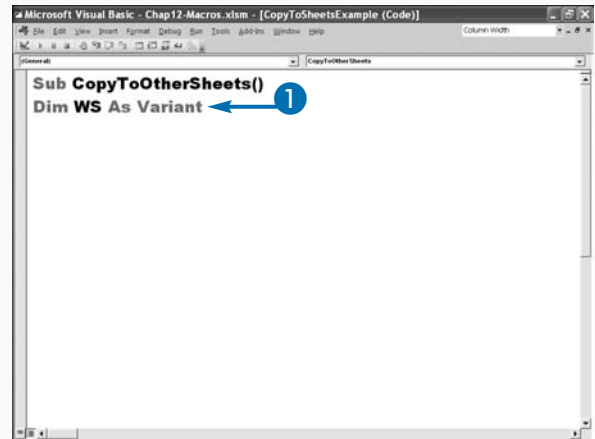 Microsoft Visual Basic - Chap12-Macros.xlsm - [CopyToSheetsExample (Code)]
File Edit View Insert Format Debug Run Tools Add-Ins Window Help
Column Width
(General)
CopyToOtherSheets
Sub CopyToOtherSheets()
Dim WS As Variant
1